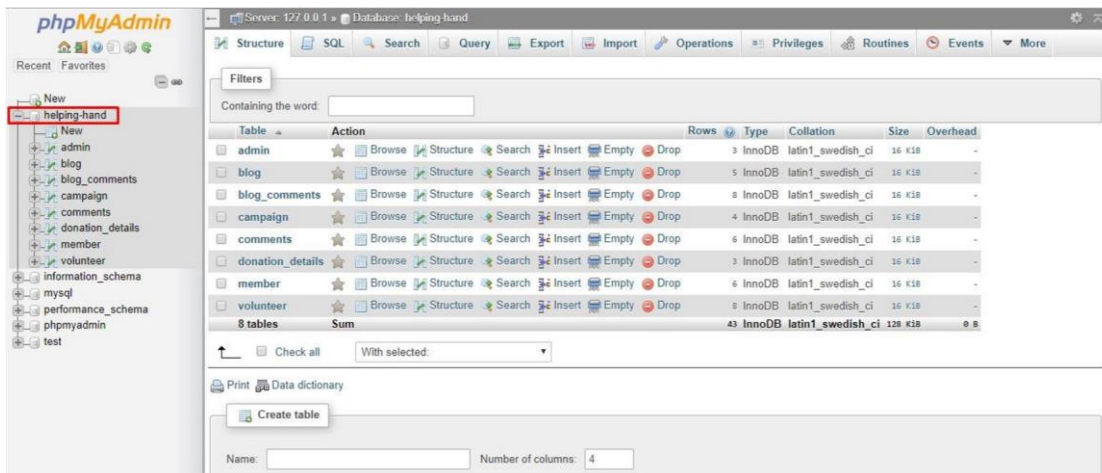 phpMyAdmin
Recent Favorites
New
helping-hand
New
admin
blog
blog_comments
campaign
comments
donation_details
member
volunteer
information_schema
mysql
performance_schema
phpmyadmin
test
Server: 127.0.0.1 » Database: helping-hand
Structure SQL Search Query Export Import Operations Privileges Routines Events More
Filters
Containing the word:
Table Action Rows Type Collation Size Overhead
admin Browse Structure Search Insert Empty Drop 3 InnoDB latin1_swedish_ci 16 KiB -
blog Browse Structure Search Insert Empty Drop 5 InnoDB latin1_swedish_ci 16 KiB -
blog_comments Browse Structure Search Insert Empty Drop 8 InnoDB latin1_swedish_ci 16 KiB -
campaign Browse Structure Search Insert Empty Drop 4 InnoDB latin1_swedish_ci 16 KiB -
comments Browse Structure Search Insert Empty Drop 6 InnoDB latin1_swedish_ci 16 KiB -
donation_details Browse Structure Search Insert Empty Drop 3 InnoDB latin1_swedish_ci 16 KiB -
member Browse Structure Search Insert Empty Drop 6 InnoDB latin1_swedish_ci 16 KiB -
volunteer Browse Structure Search Insert Empty Drop 8 InnoDB latin1_swedish_ci 16 KiB -
8 tables Sum 43 InnoDB latin1_swedish_ci 128 KiB 0 B
Check all With selected:
Print Data dictionary
Create table
Name: Number of columns: 4